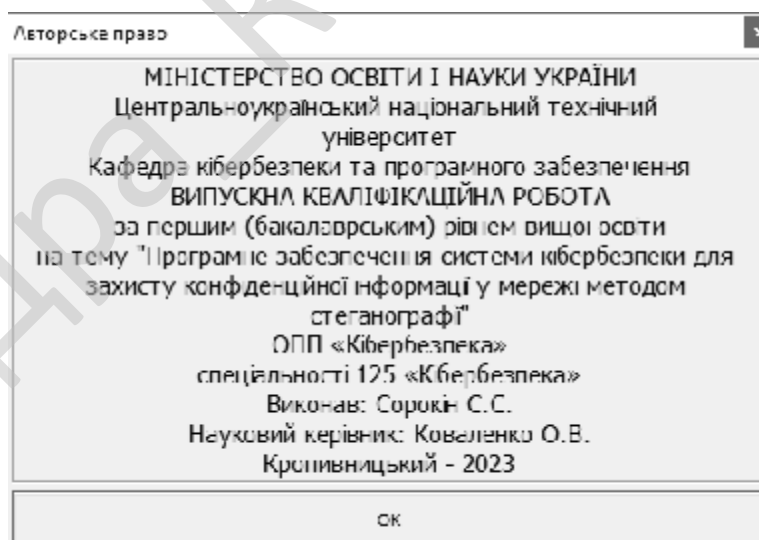 Авторське право
МІНІСТЕРСТВО ОСВІТИ І НАУКИ УКРАЇНИ
Центральноукраїнський національний технічний
університет
Кафедра кібербезпеки та програмного забезпечення
ВИПУСКНА КВАЛІФІКАЦІЙНА РОБОТА
за першим (бакалаврським) рівнем вищої освіти
на тему "Програмне забезпечення системи кібербезпеки для
захисту конфіденційної інформації у мережі методом
стеганографії"
ОПП «Кібербезпека»
спеціальності 125 «Кібербезпека»
Виконав: Сорокін С.С.
Науковий керівник: Коваленко О.В.
Кропивницький - 2023
ОК